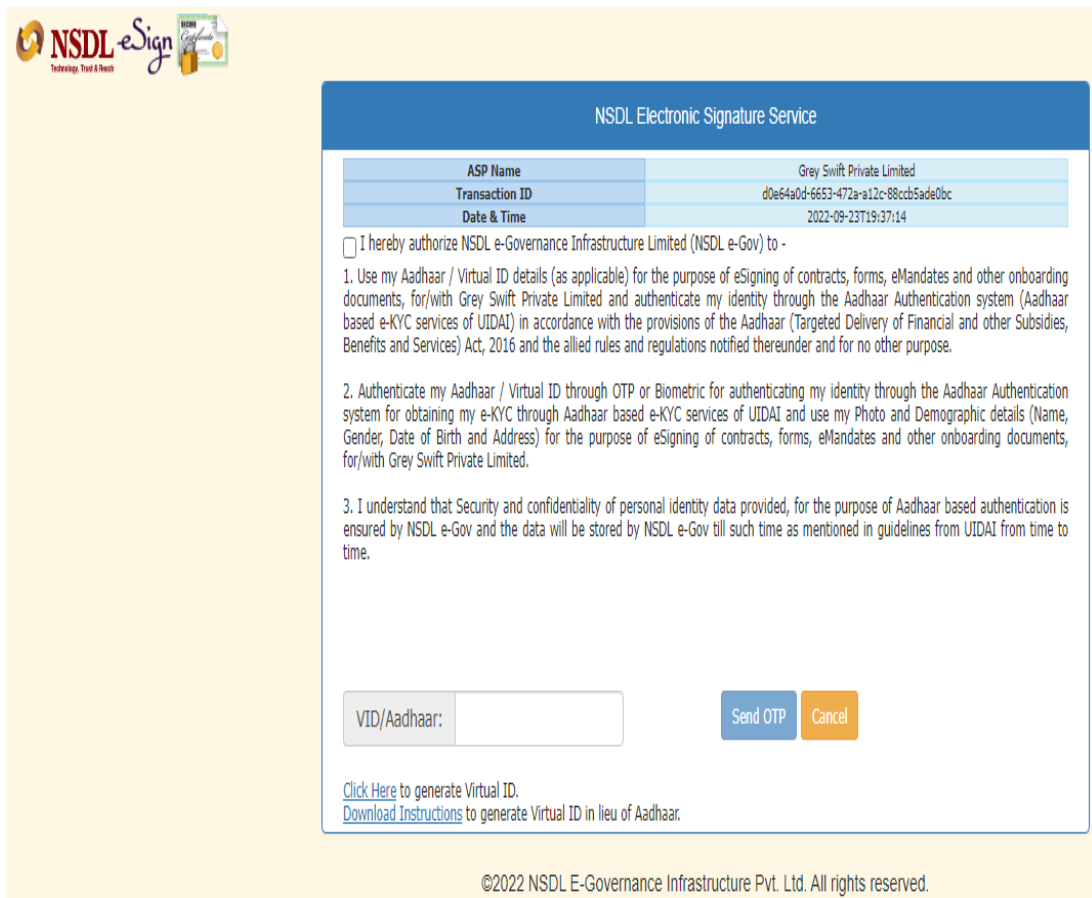 NSDL eSign
Technology, Trust & Reach
SECURE
Certificate
NSDL Electronic Signature Service
ASP Name Grey Swift Private Limited
Transaction ID d0e64a0d-6653-472a-a12c-88ccb5ade0bc
Date & Time 2022-09-23T19:37:14
I hereby authorize NSDL e-Governance Infrastructure Limited (NSDL e-Gov) to -
1. Use my Aadhaar / Virtual ID details (as applicable) for the purpose of eSigning of contracts, forms, eMandates and other onboarding
documents, for/with Grey Swift Private Limited and authenticate my identity through the Aadhaar Authentication system (Aadhaar
based e-KYC services of UIDAI) in accordance with the provisions of the Aadhaar (Targeted Delivery of Financial and other Subsidies,
Benefits and Services) Act, 2016 and the allied rules and regulations notified thereunder and for no other purpose.
2. Authenticate my Aadhaar / Virtual ID through OTP or Biometric for authenticating my identity through the Aadhaar Authentication
system for obtaining my e-KYC through Aadhaar based e-KYC services of UIDAI and use my Photo and Demographic details (Name,
Gender, Date of Birth and Address) for the purpose of eSigning of contracts, forms, eMandates and other onboarding documents,
for/with Grey Swift Private Limited.
3. I understand that Security and confidentiality of personal identity data provided, for the purpose of Aadhaar based authentication is
ensured by NSDL e-Gov and the data will be stored by NSDL e-Gov till such time as mentioned in guidelines from UIDAI from time to
time.
VID/Aadhaar: Send OTP Cancel
Click Here to generate Virtual ID.
Download Instructions to generate Virtual ID in lieu of Aadhaar.
©2022 NSDL E-Governance Infrastructure Pvt. Ltd. All rights reserved.